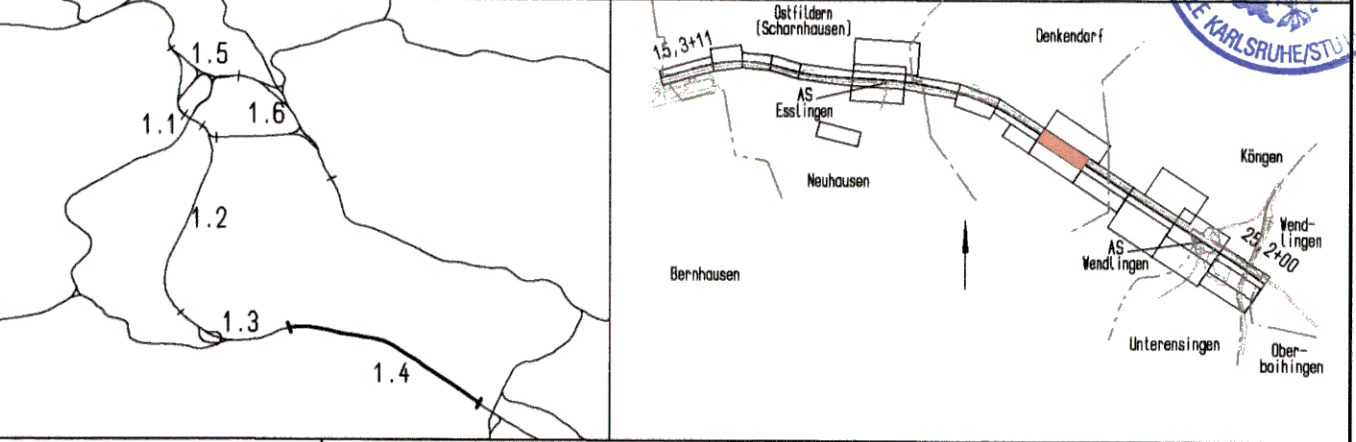 1.5
1.6
1.1
1.2
1.3
1.4
15,3+11
Ostfildern
(Scharnhausen)
Denkendorf
LE KARLSRUHE/STU
AS
Esslingen
Neuhausen
Köngen
Bernhausen
AS
Wendlingen
Wend-
lingen
25,2+00
Unterensingen
Ober-
boihingen